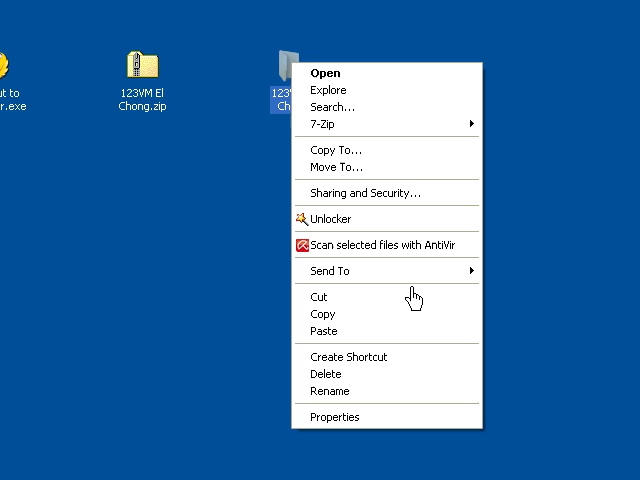 ut to
r.exe
123VM El
Chong.zip
123V
Ch
Open
Explore
Search...
7-Zip
Copy To...
Move To...
Sharing and Security...
Unlocker
Scan selected files with AntiVir
Send To
Cut
Copy
Paste
Create Shortcut
Delete
Rename
Properties